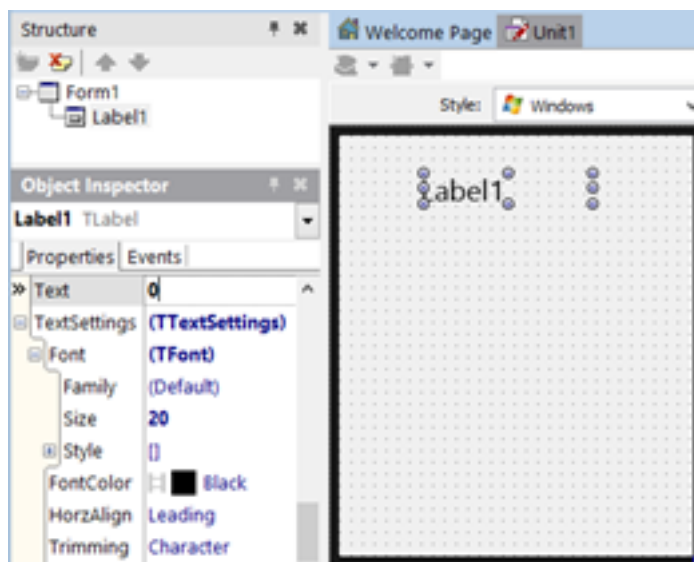 Structure
Form1
Label1
Object Inspector
Label1 TLabel
Properties Events
Text 0
TextSettings (TTextSettings)
Font (TFont)
Family (Default)
Size 20
Style []
FontColor Black
HorzAlign Leading
Trimming Character
Welcome Page Unit1
Style: Windows
Label1